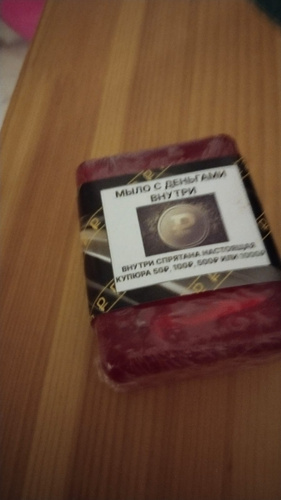 МЫЛО С ДЕНЬГАМИ
ВНУТРИ
ВНУТРИ СПРЯТАНА НАСТОЯЩАЯ
КУПЮРА 50₽, 100₽, 500₽ ИЛИ 1000₽